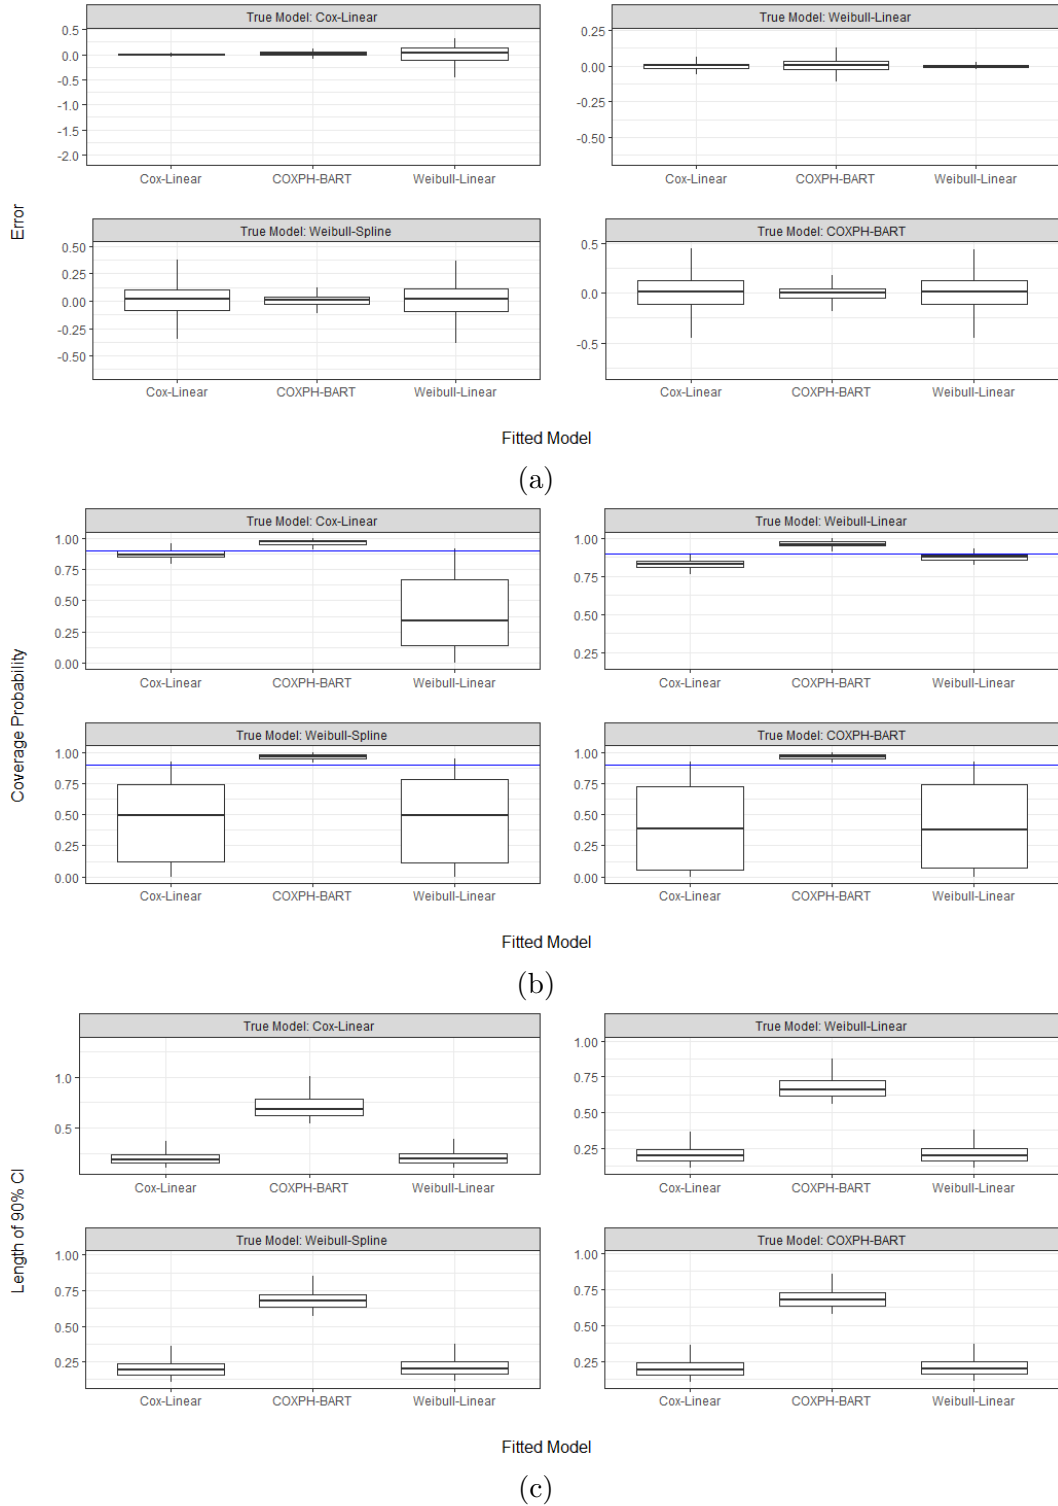 True Model: Cox-Linear
True Model: Weibull-Linear
0.5
0.0
-0.5
-1.0
-1.5
-2.0
0.25
0.00
-0.25
-0.50
Cox-Linear
COXPH-BART
Weibull-Linear
Cox-Linear
COXPH-BART
Weibull-Linear
Error
True Model: Weibull-Spline
True Model: COXPH-BART
0.50
0.25
0.00
-0.25
-0.50
0.5
0.0
-0.5
Cox-Linear
COXPH-BART
Weibull-Linear
Cox-Linear
COXPH-BART
Weibull-Linear
Fitted Model
(a)
True Model: Cox-Linear
True Model: Weibull-Linear
1.00
0.75
0.50
0.25
0.00
1.00
0.75
0.50
0.25
Cox-Linear
COXPH-BART
Weibull-Linear
Cox-Linear
COXPH-BART
Weibull-Linear
Coverage Probability
True Model: Weibull-Spline
True Model: COXPH-BART
1.00
0.75
0.50
0.25
0.00
1.00
0.75
0.50
0.25
0.00
Cox-Linear
COXPH-BART
Weibull-Linear
Cox-Linear
COXPH-BART
Weibull-Linear
Fitted Model
(b)
True Model: Cox-Linear
True Model: Weibull-Linear
1.0
0.5
1.00
0.75
0.50
0.25
Cox-Linear
COXPH-BART
Weibull-Linear
Cox-Linear
COXPH-BART
Weibull-Linear
Length of 90% CI
True Model: Weibull-Spline
True Model: COXPH-BART
1.00
0.75
0.50
0.25
1.00
0.75
0.50
0.25
Cox-Linear
COXPH-BART
Weibull-Linear
Cox-Linear
COXPH-BART
Weibull-Linear
Fitted Model
(c)